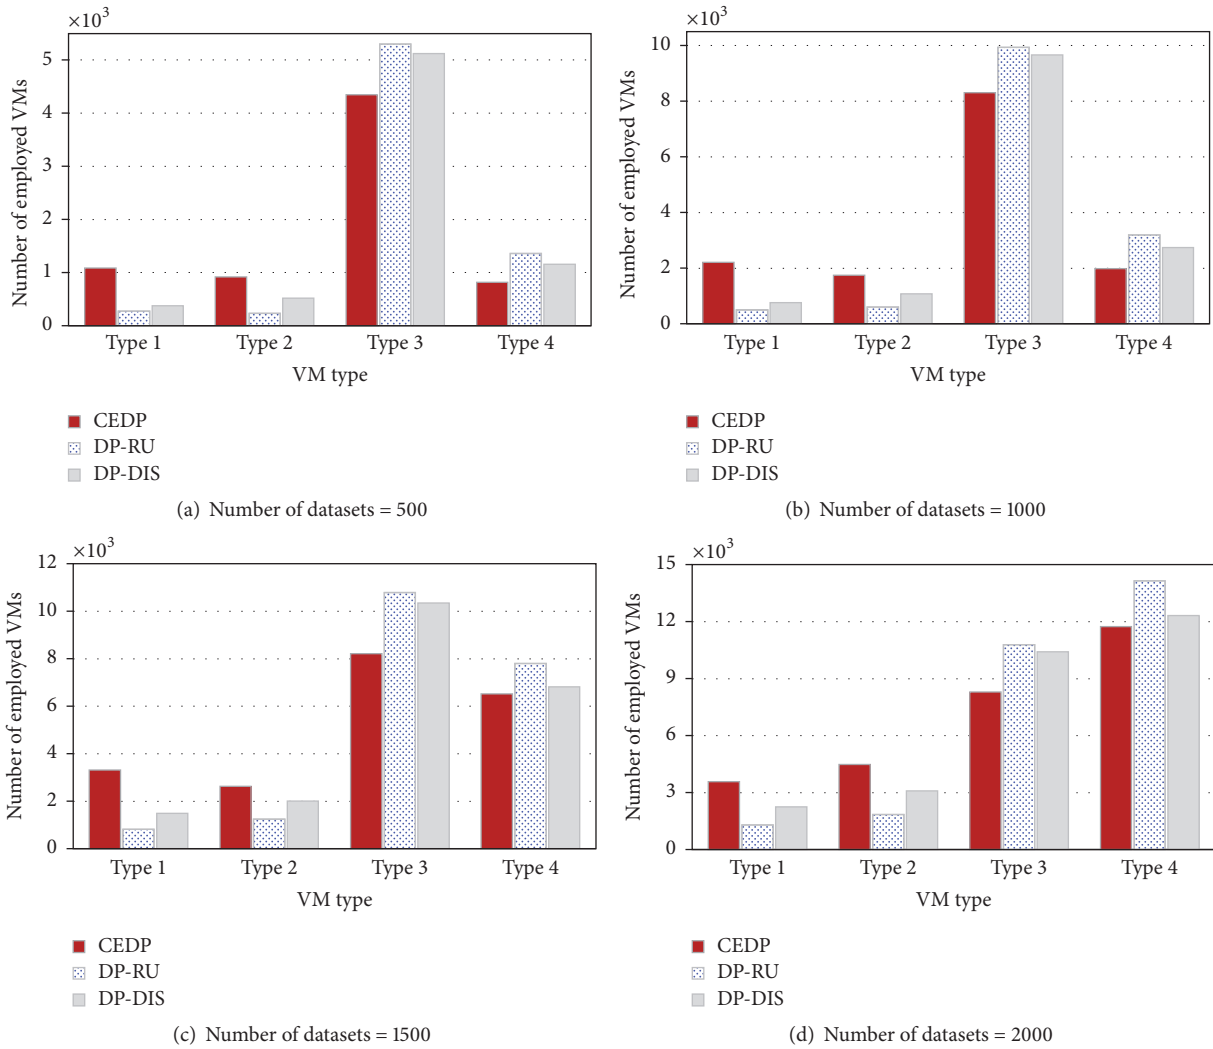 ×10³
Number of employed VMs
5
4
3
2
1
0
Type 1 Type 2 Type 3 Type 4
VM type
CEDP
DP-RU
DP-DIS
(a) Number of datasets = 500
×10³
Number of employed VMs
10
8
6
4
2
0
Type 1 Type 2 Type 3 Type 4
VM type
CEDP
DP-RU
DP-DIS
(b) Number of datasets = 1000
×10³
Number of employed VMs
12
10
8
6
4
2
0
Type 1 Type 2 Type 3 Type 4
VM type
CEDP
DP-RU
DP-DIS
(c) Number of datasets = 1500
×10³
Number of employed VMs
15
12
9
6
3
0
Type 1 Type 2 Type 3 Type 4
VM type
CEDP
DP-RU
DP-DIS
(d) Number of datasets = 2000